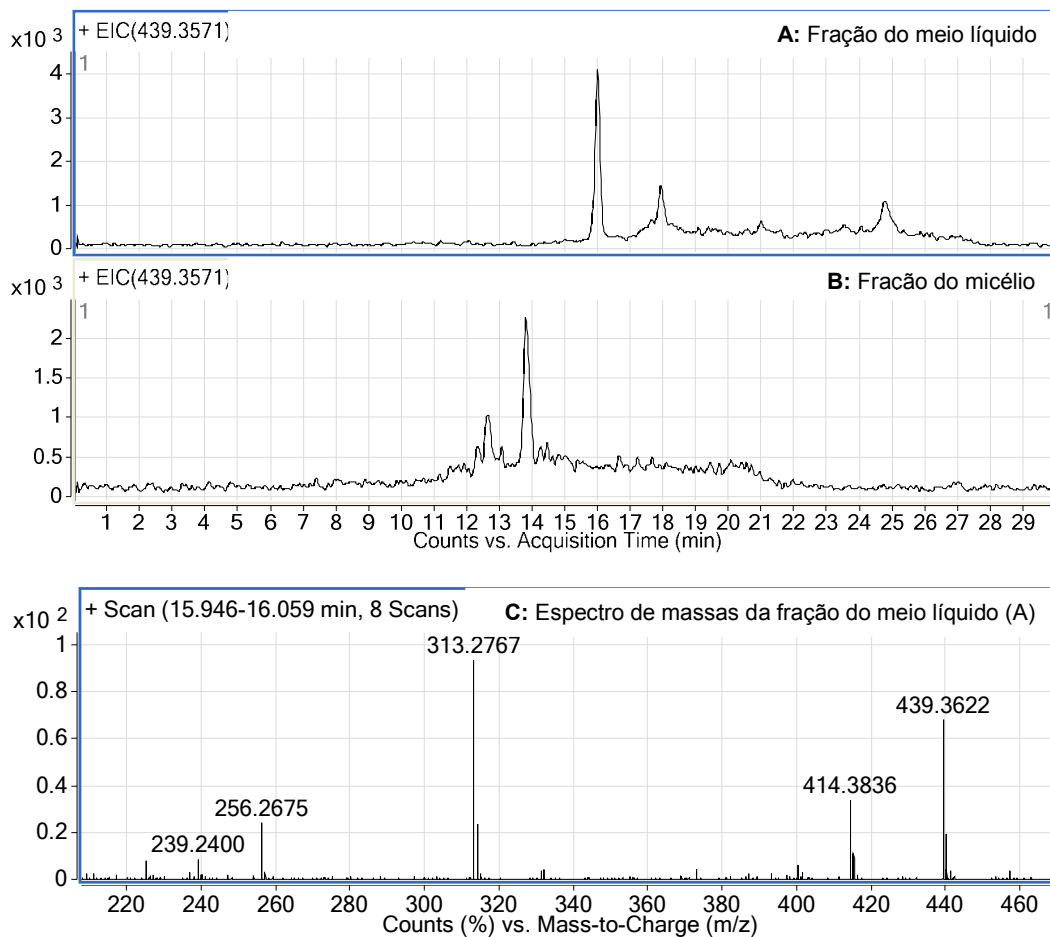 + EIC(439.3571)
A: Fração do meio líquido
x10 3
1
4
3
2
1
0
+ EIC(439.3571)
B: Fração do micélio
x10 3
1
1
2
1.5
1
0.5
0
1 2 3 4 5 6 7 8 9 10 11 12 13 14 15 16 17 18 19 20 21 22 23 24 25 26 27 28 29
Counts vs. Acquisition Time (min)
+ Scan (15.946-16.059 min, 8 Scans)
C: Espectro de massas da fração do meio líquido (A)
x10 2
1
313.2767
0.8
439.3622
0.6
414.3836
0.4
256.2675
0.2
239.2400
0
220 240 260 280 300 320 340 360 380 400 420 440 460
Counts (%) vs. Mass-to-Charge (m/z)